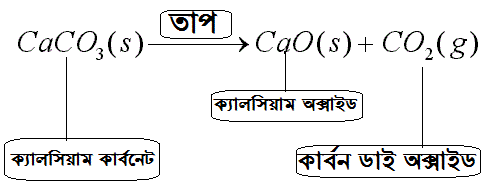 তাপ
CaCO₃(s) ⟶ CaO(s) + CO₂(g)
ক্যালসিয়াম অক্সাইড
ক্যালসিয়াম কার্বনেট
কার্বন ডাই অক্সাইড